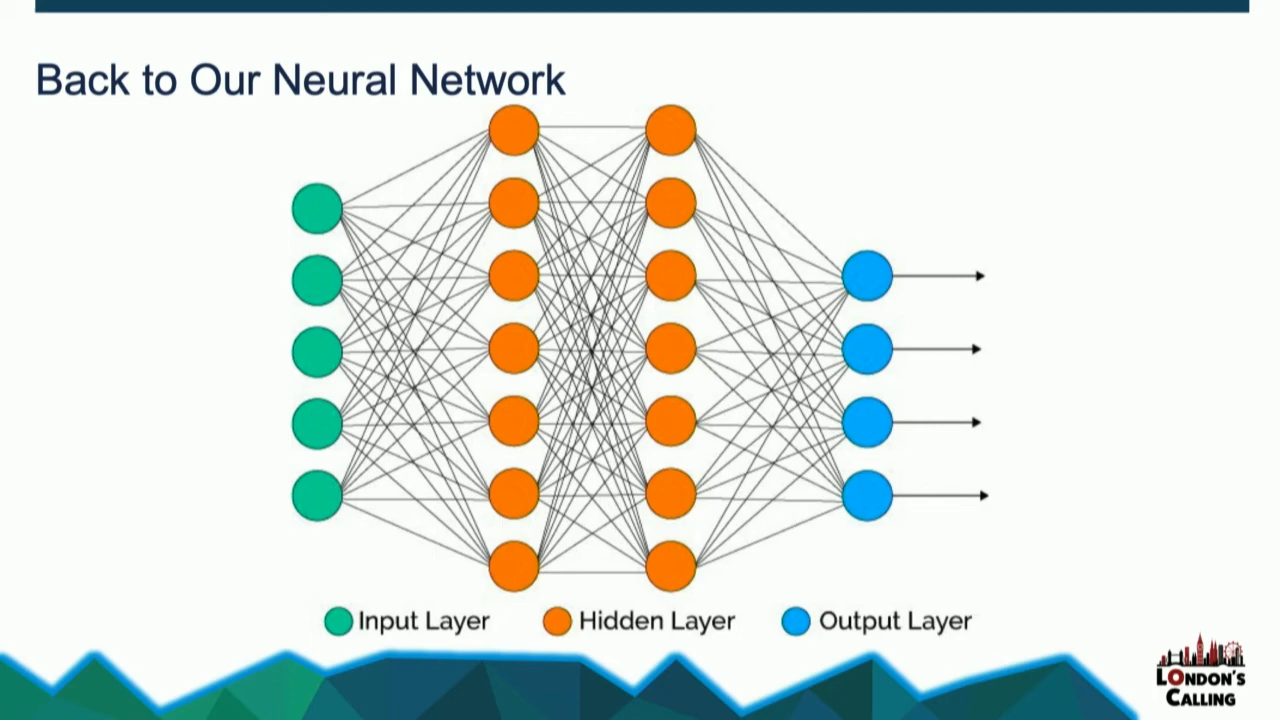 Back to Our Neural Network
Input Layer
Hidden Layer
Output Layer
LONDON'S
CALLING